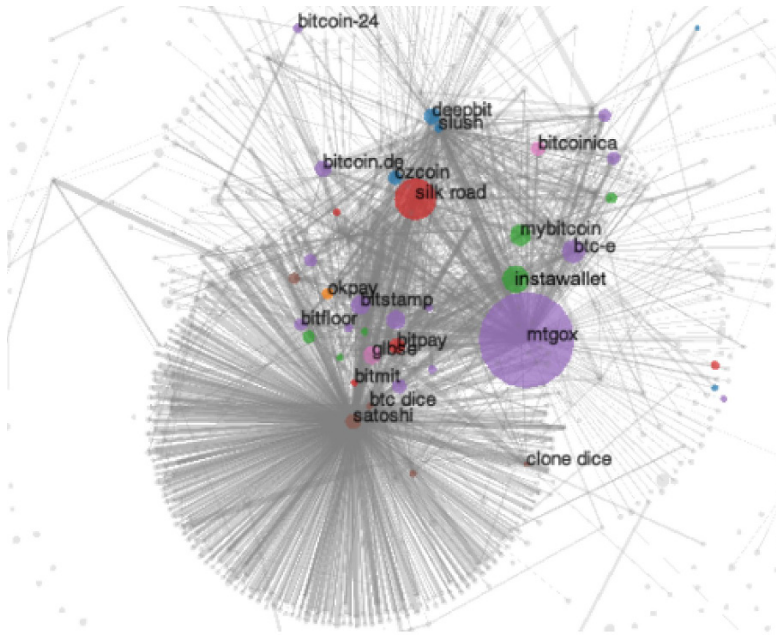 bitcoin-24
deepbit
slush
bitcoinica
bitcoin.de
ozcoin
silk road
mybitcoin
btc-e
instawallet
okpay
bitstamp
bitfloor
mtgox
bitpay
glbse
bitmit
btc dice
satoshi
clone dice